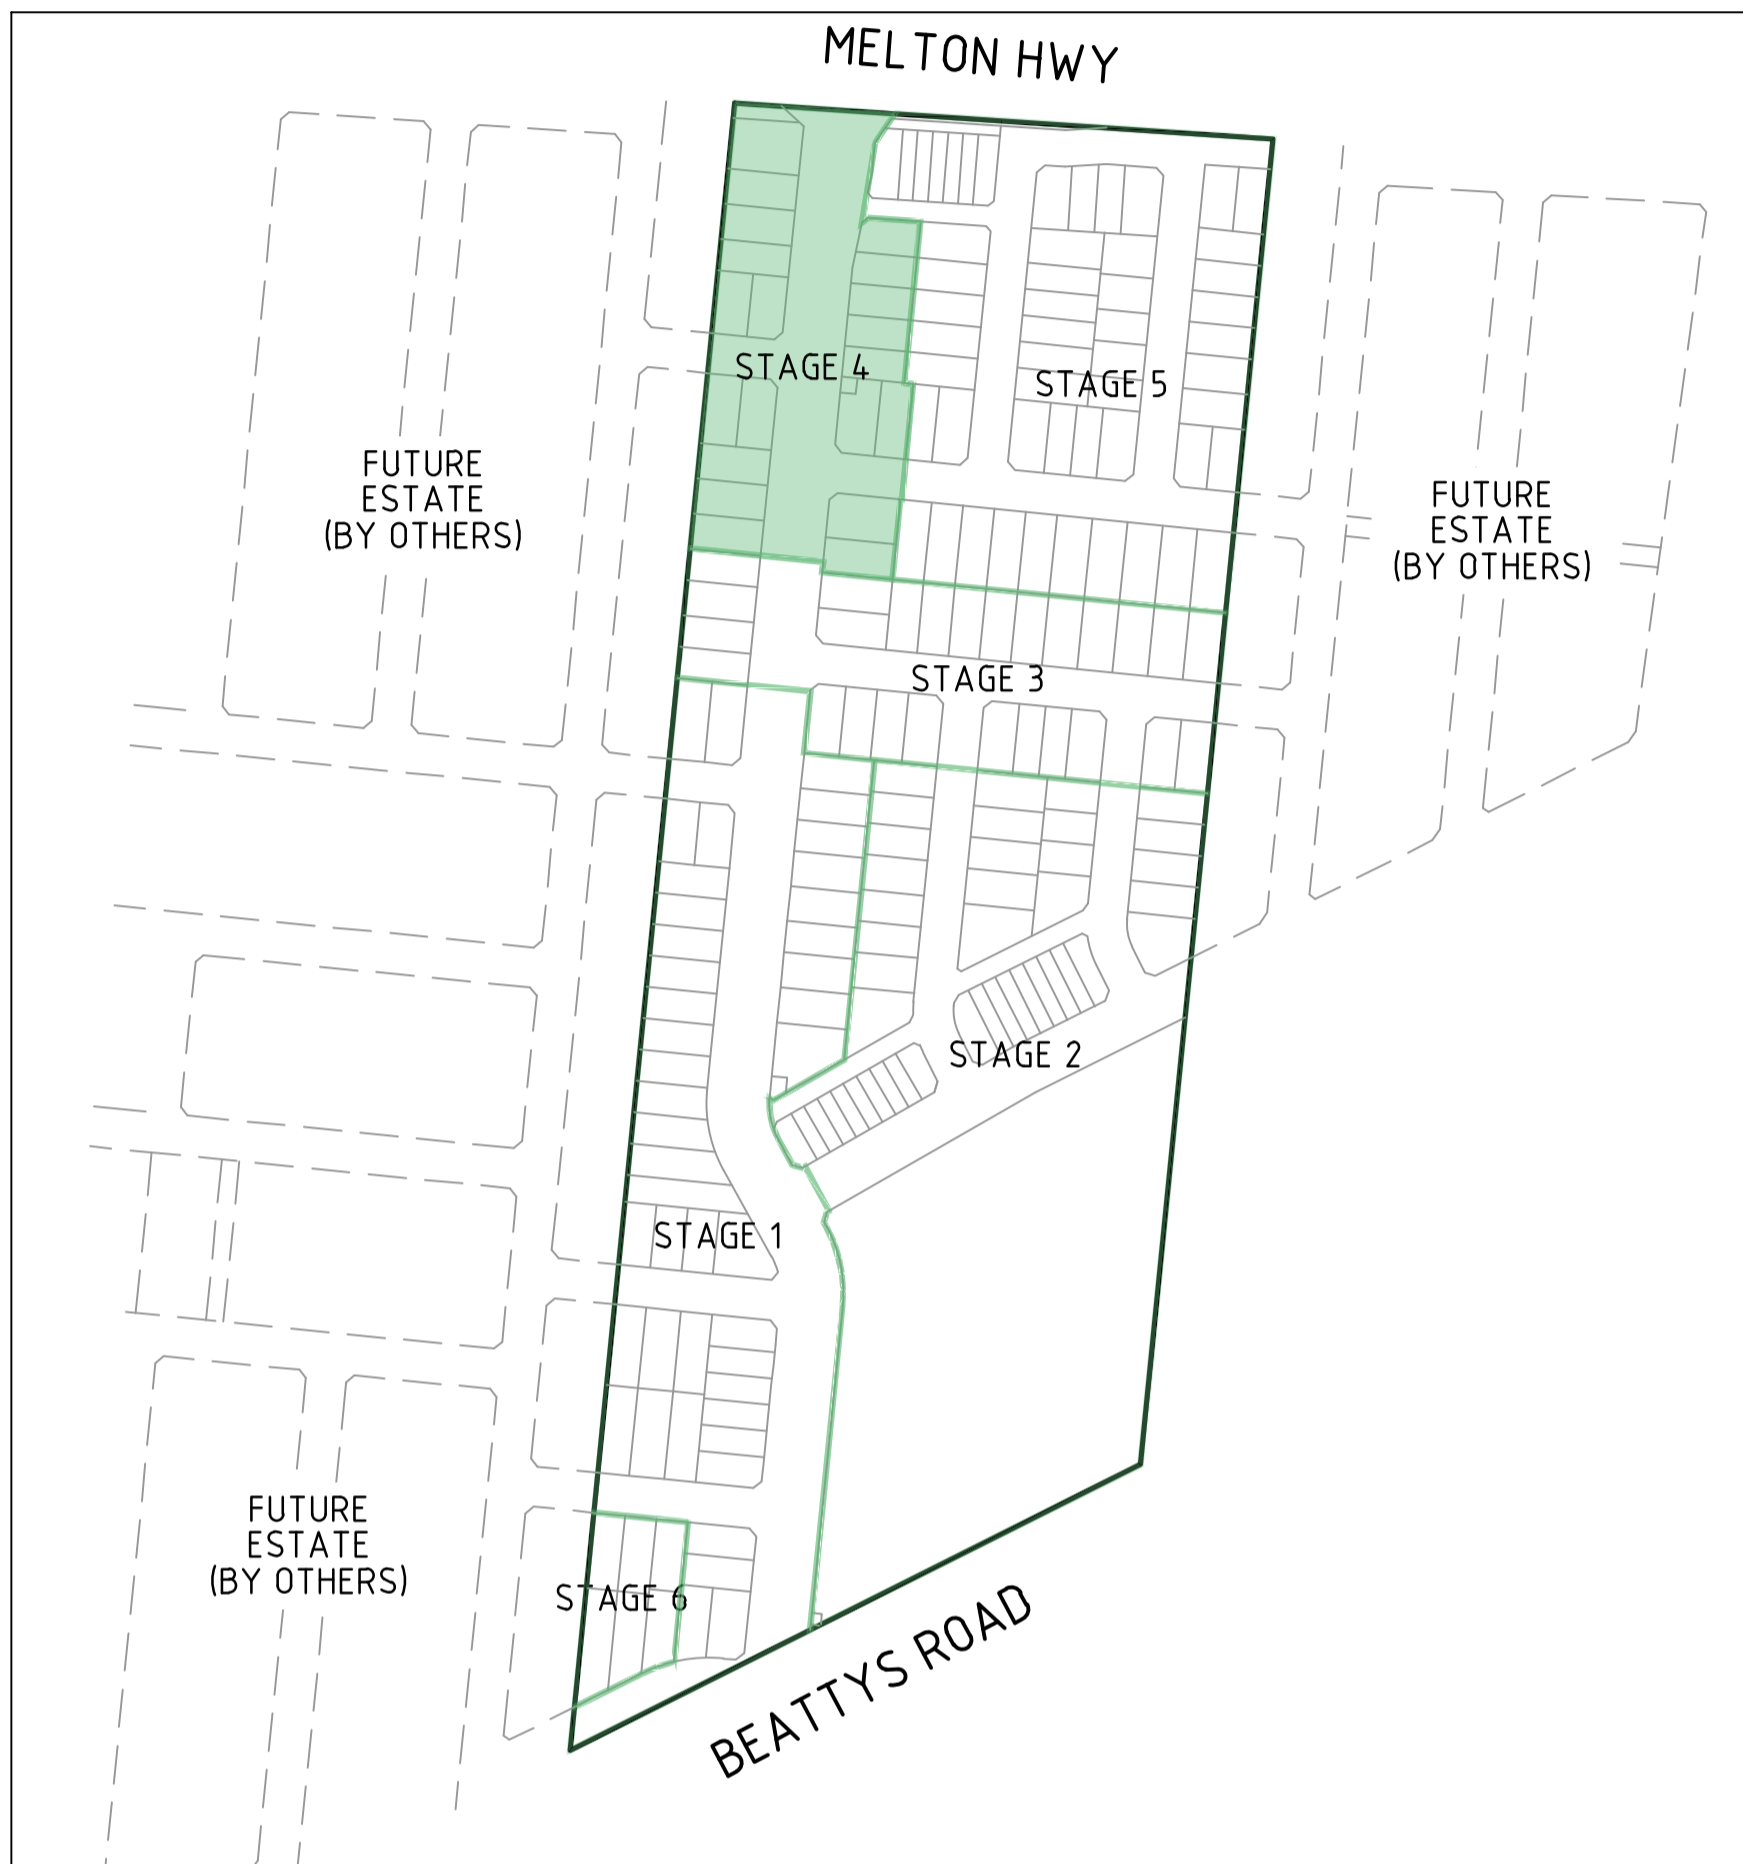 MELTON HWY
STAGE 4
STAGE 5
FUTURE
ESTATE
(BY OTHERS)
FUTURE
ESTATE
(BY OTHERS)
STAGE 3
STAGE 2
STAGE 1
FUTURE
ESTATE
(BY OTHERS)
STAGE 6
BEATTYS ROAD